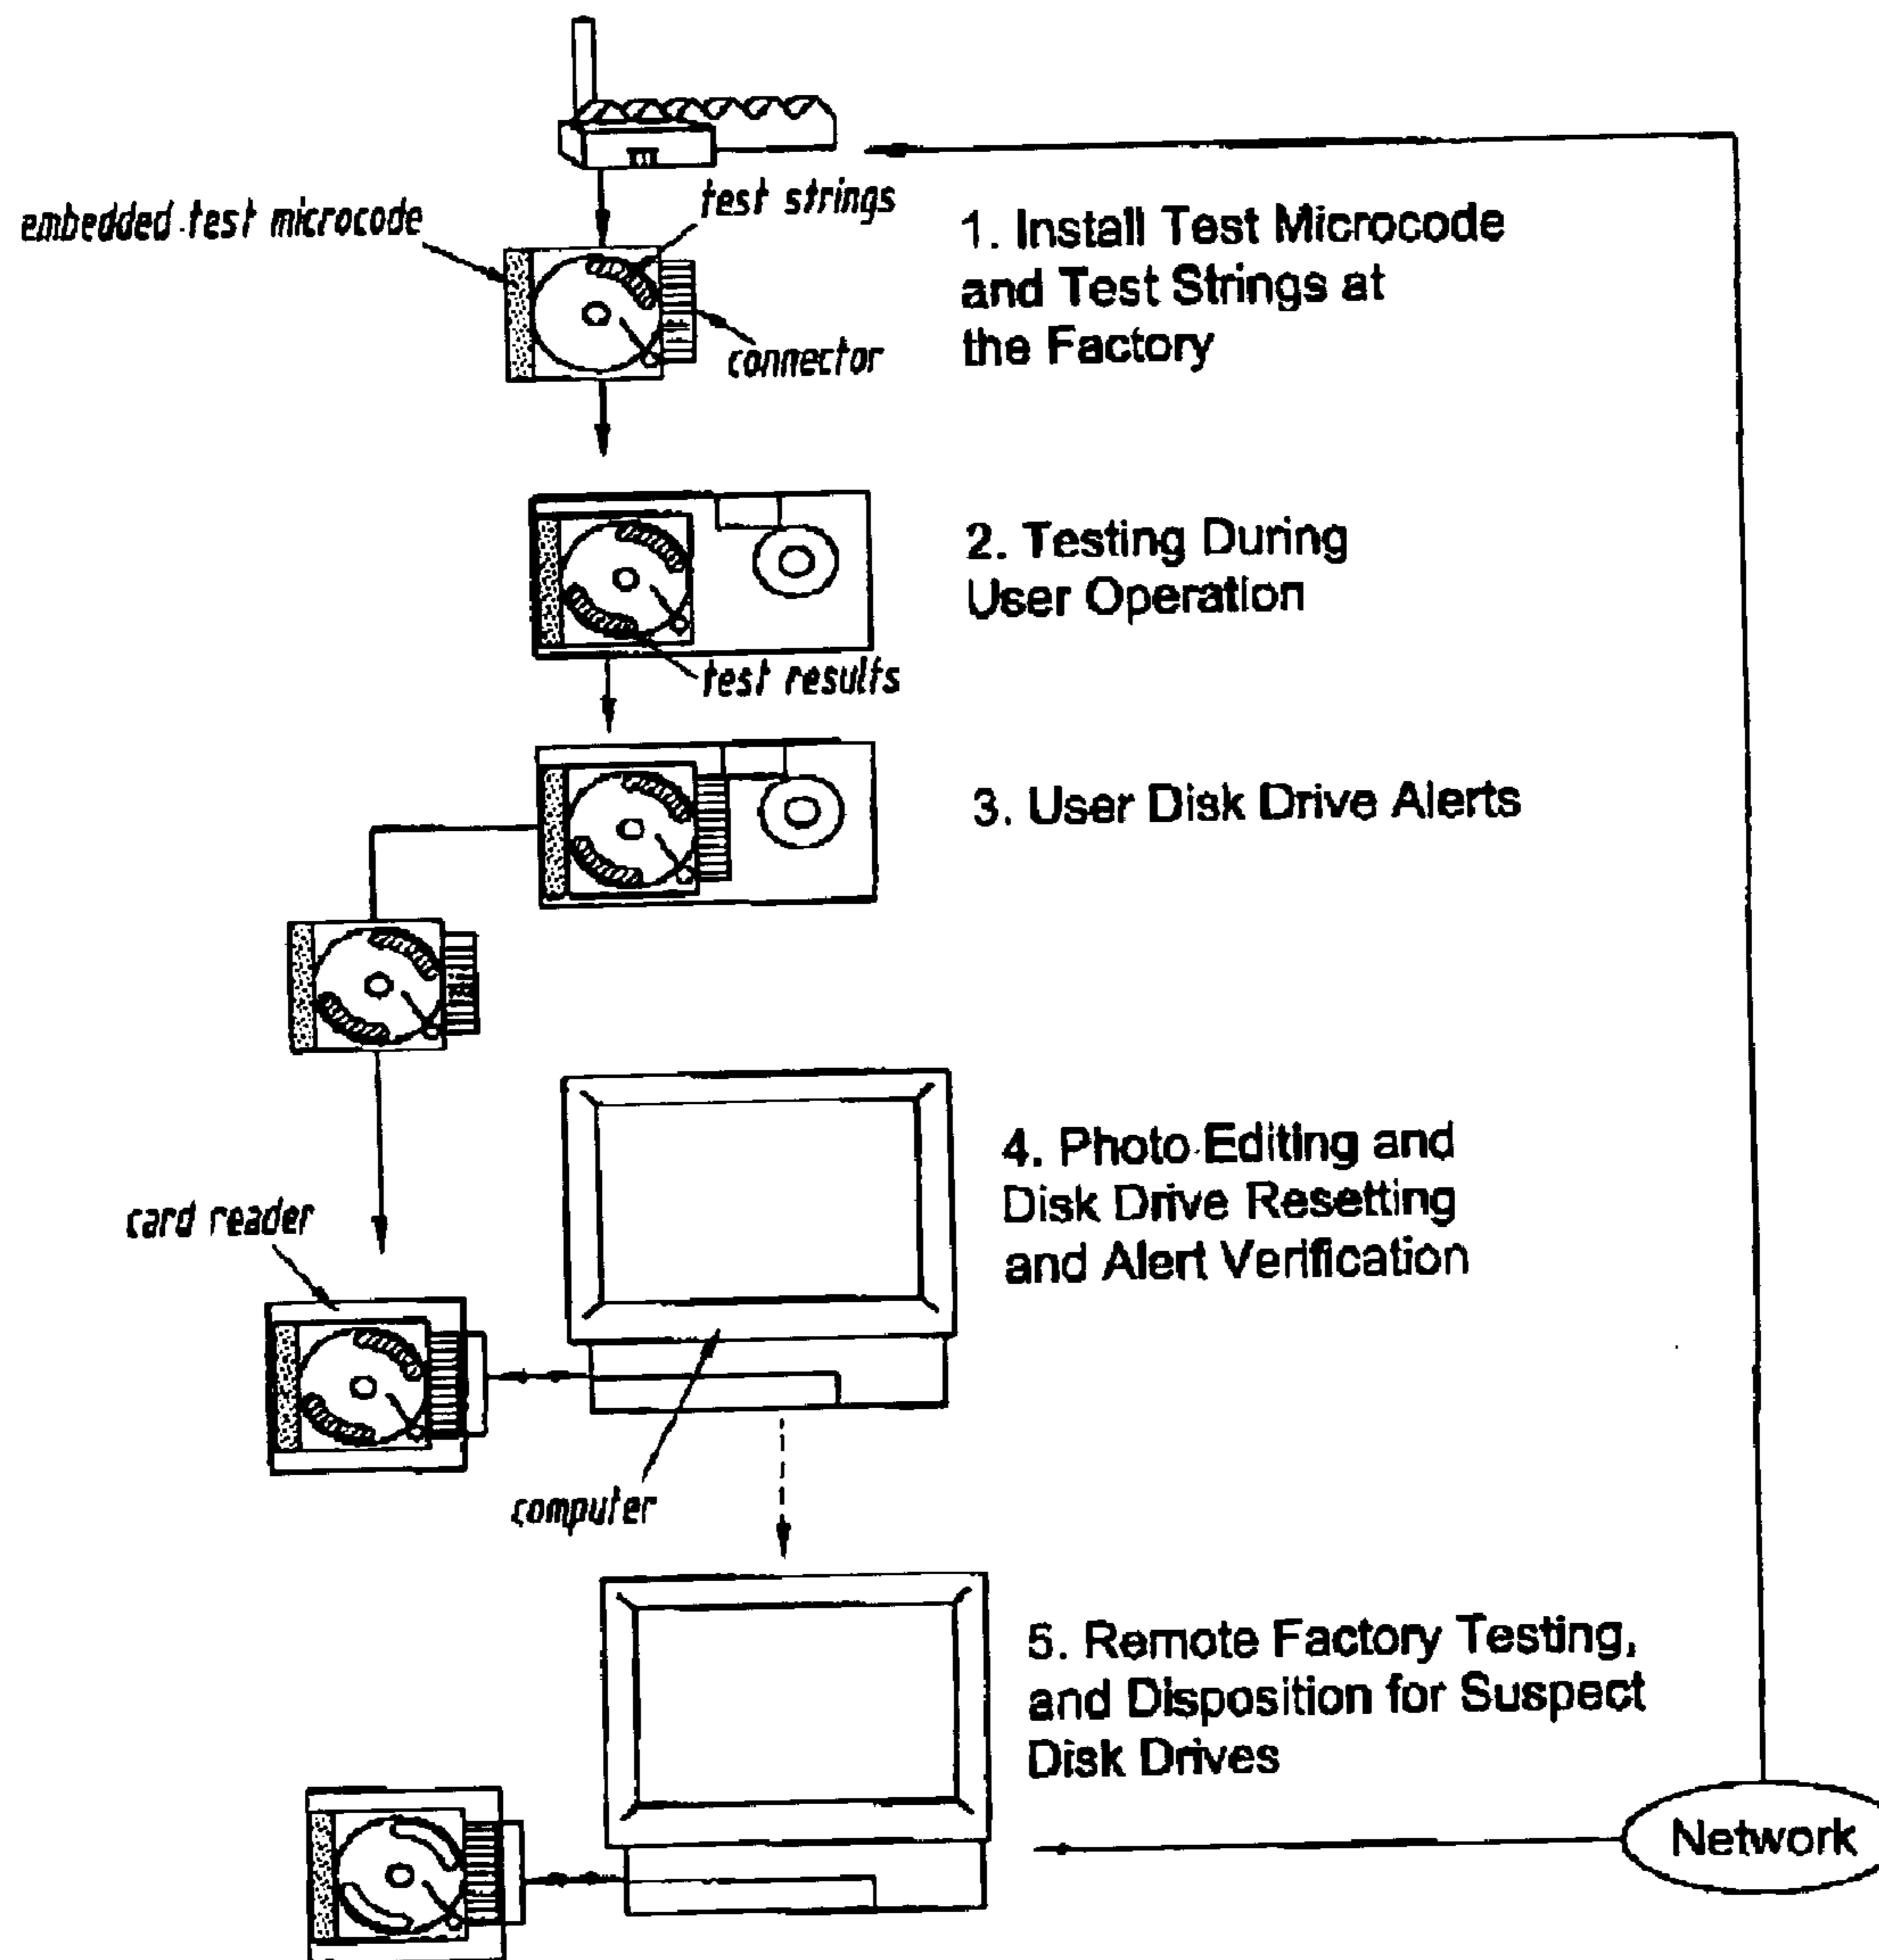 test strings
embedded test microcode
1. Install Test Microcode
and Test Strings at
the Factory
connector
2. Testing During
User Operation
test results
3. User Disk Drive Alerts
4. Photo Editing and
Disk Drive Resetting
and Alert Verification
card reader
computer
5. Remote Factory Testing,
and Disposition for Suspect
Disk Drives
Network